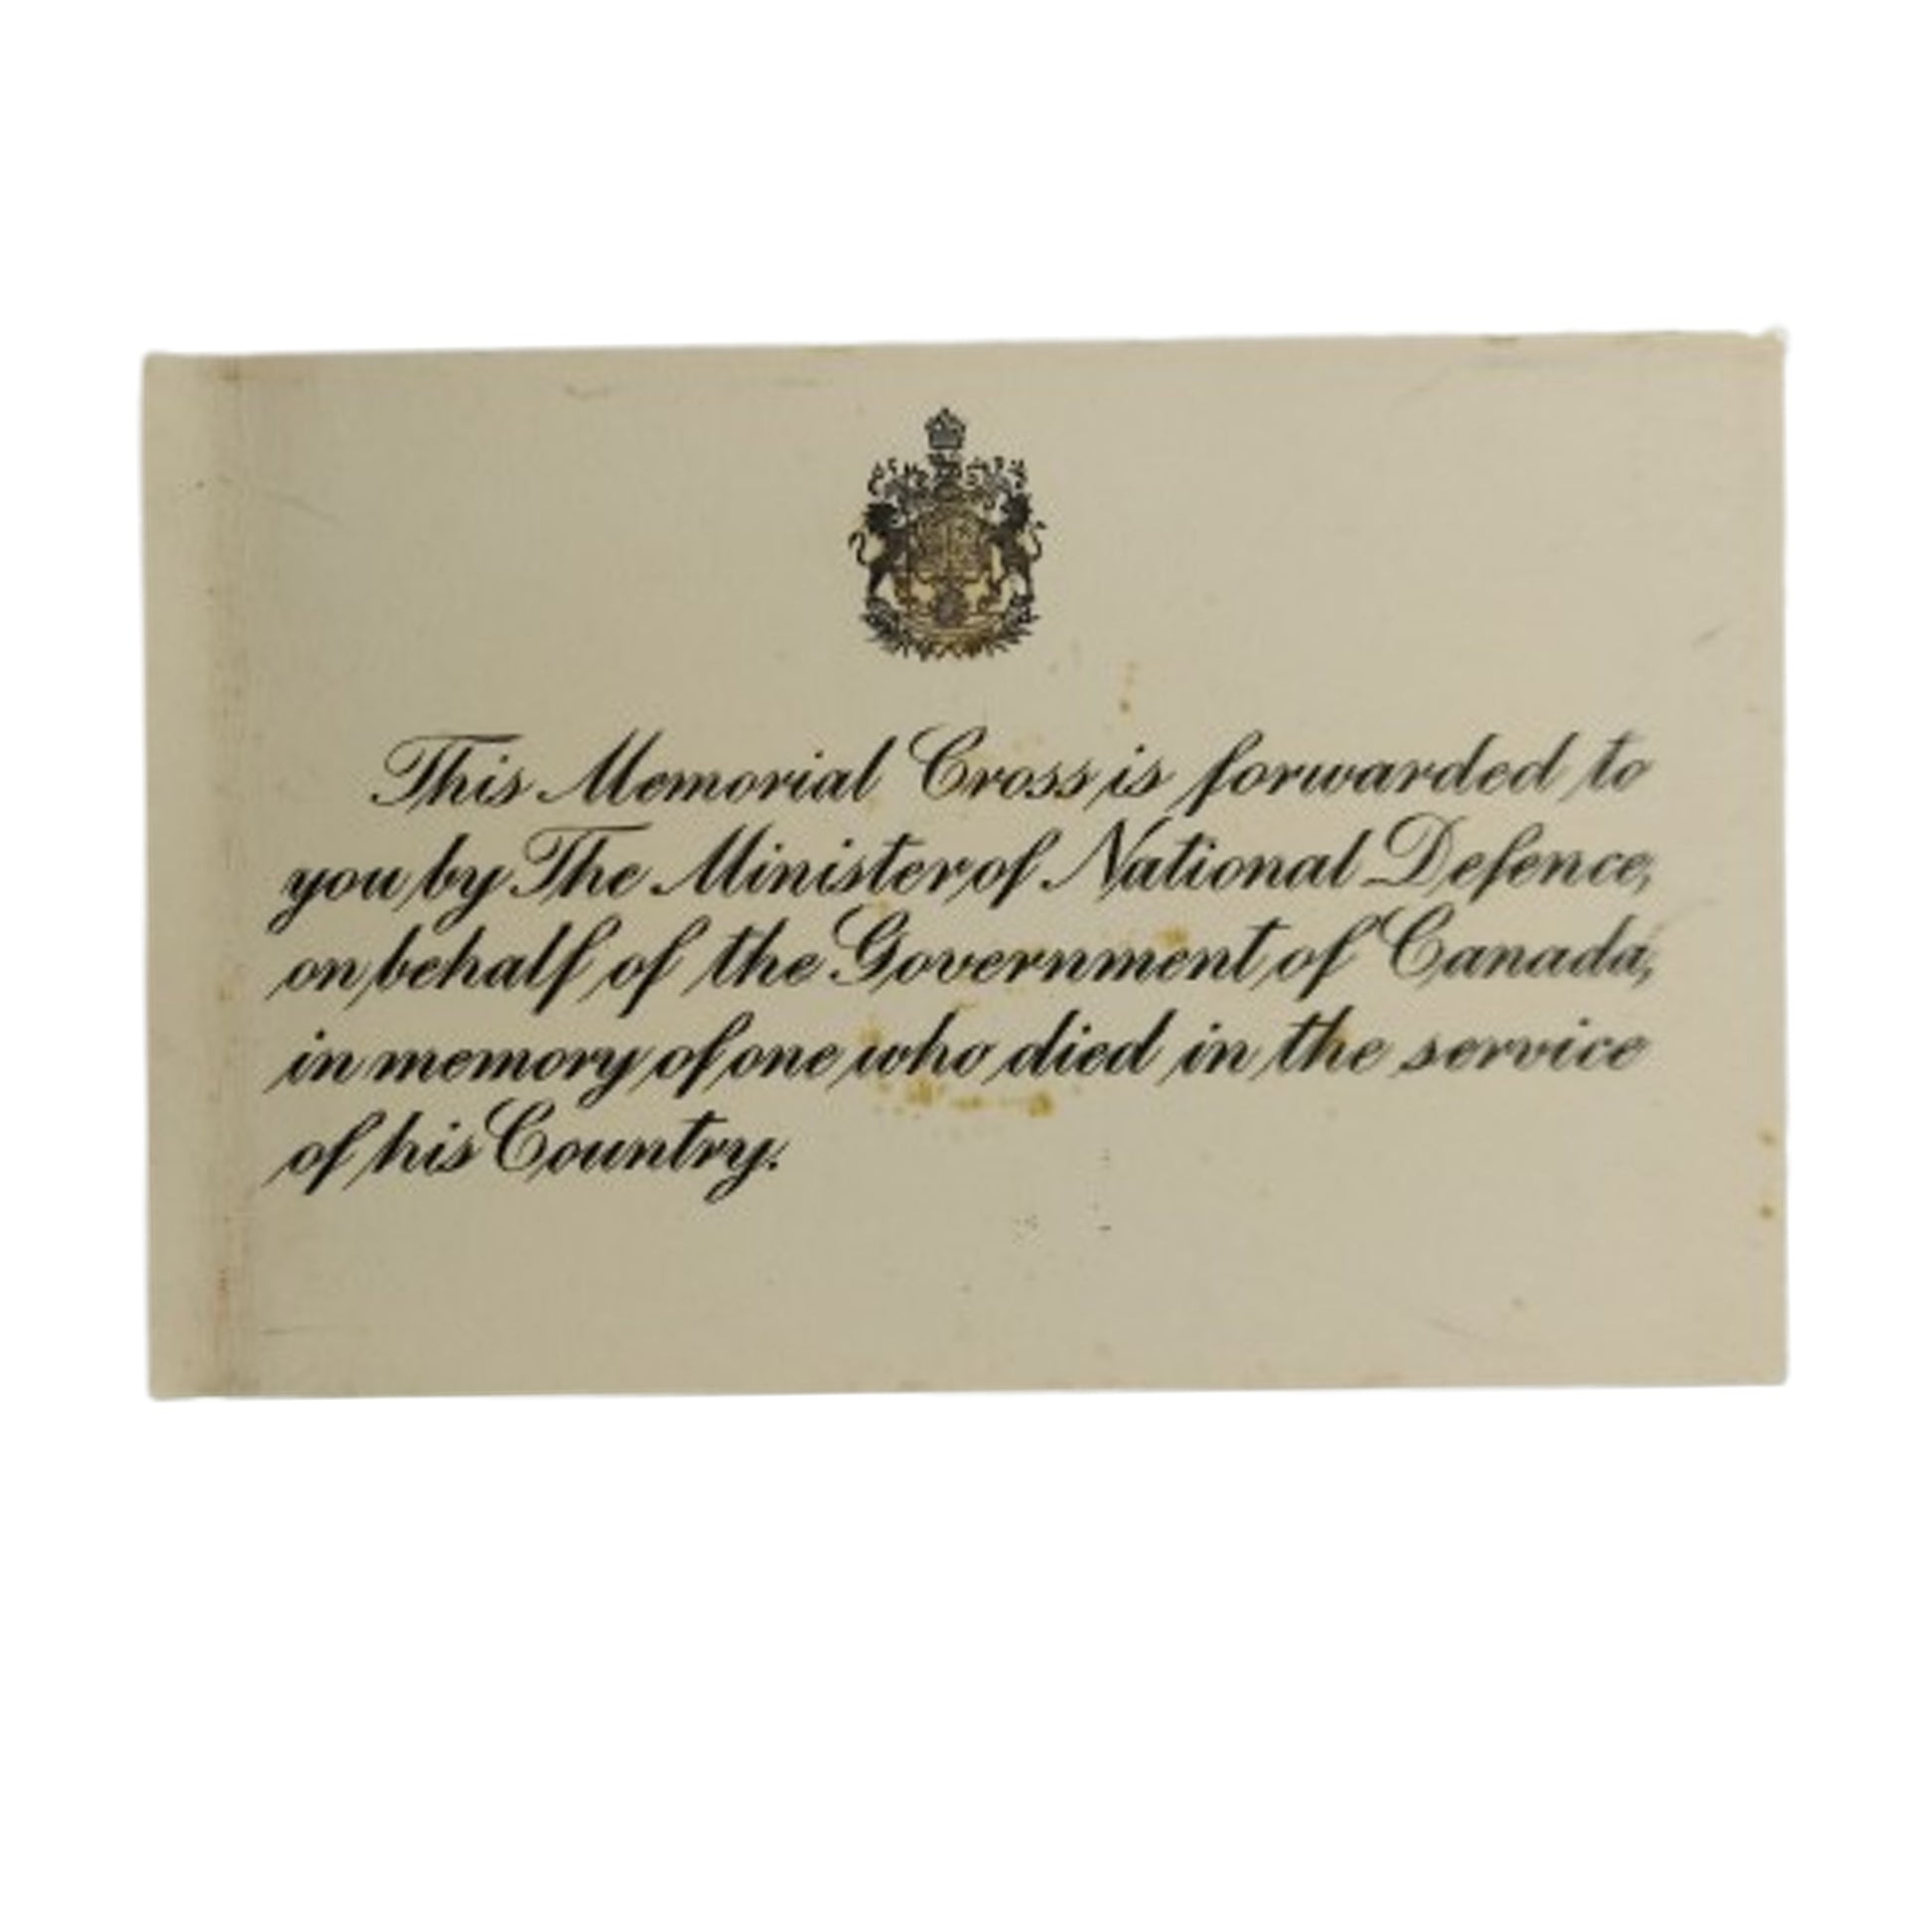 This Memorial Cross is forwarded to
you by The Minister of National Defence,
on behalf of the Government of Canada,
in memory of one who died in the service
of his Country.